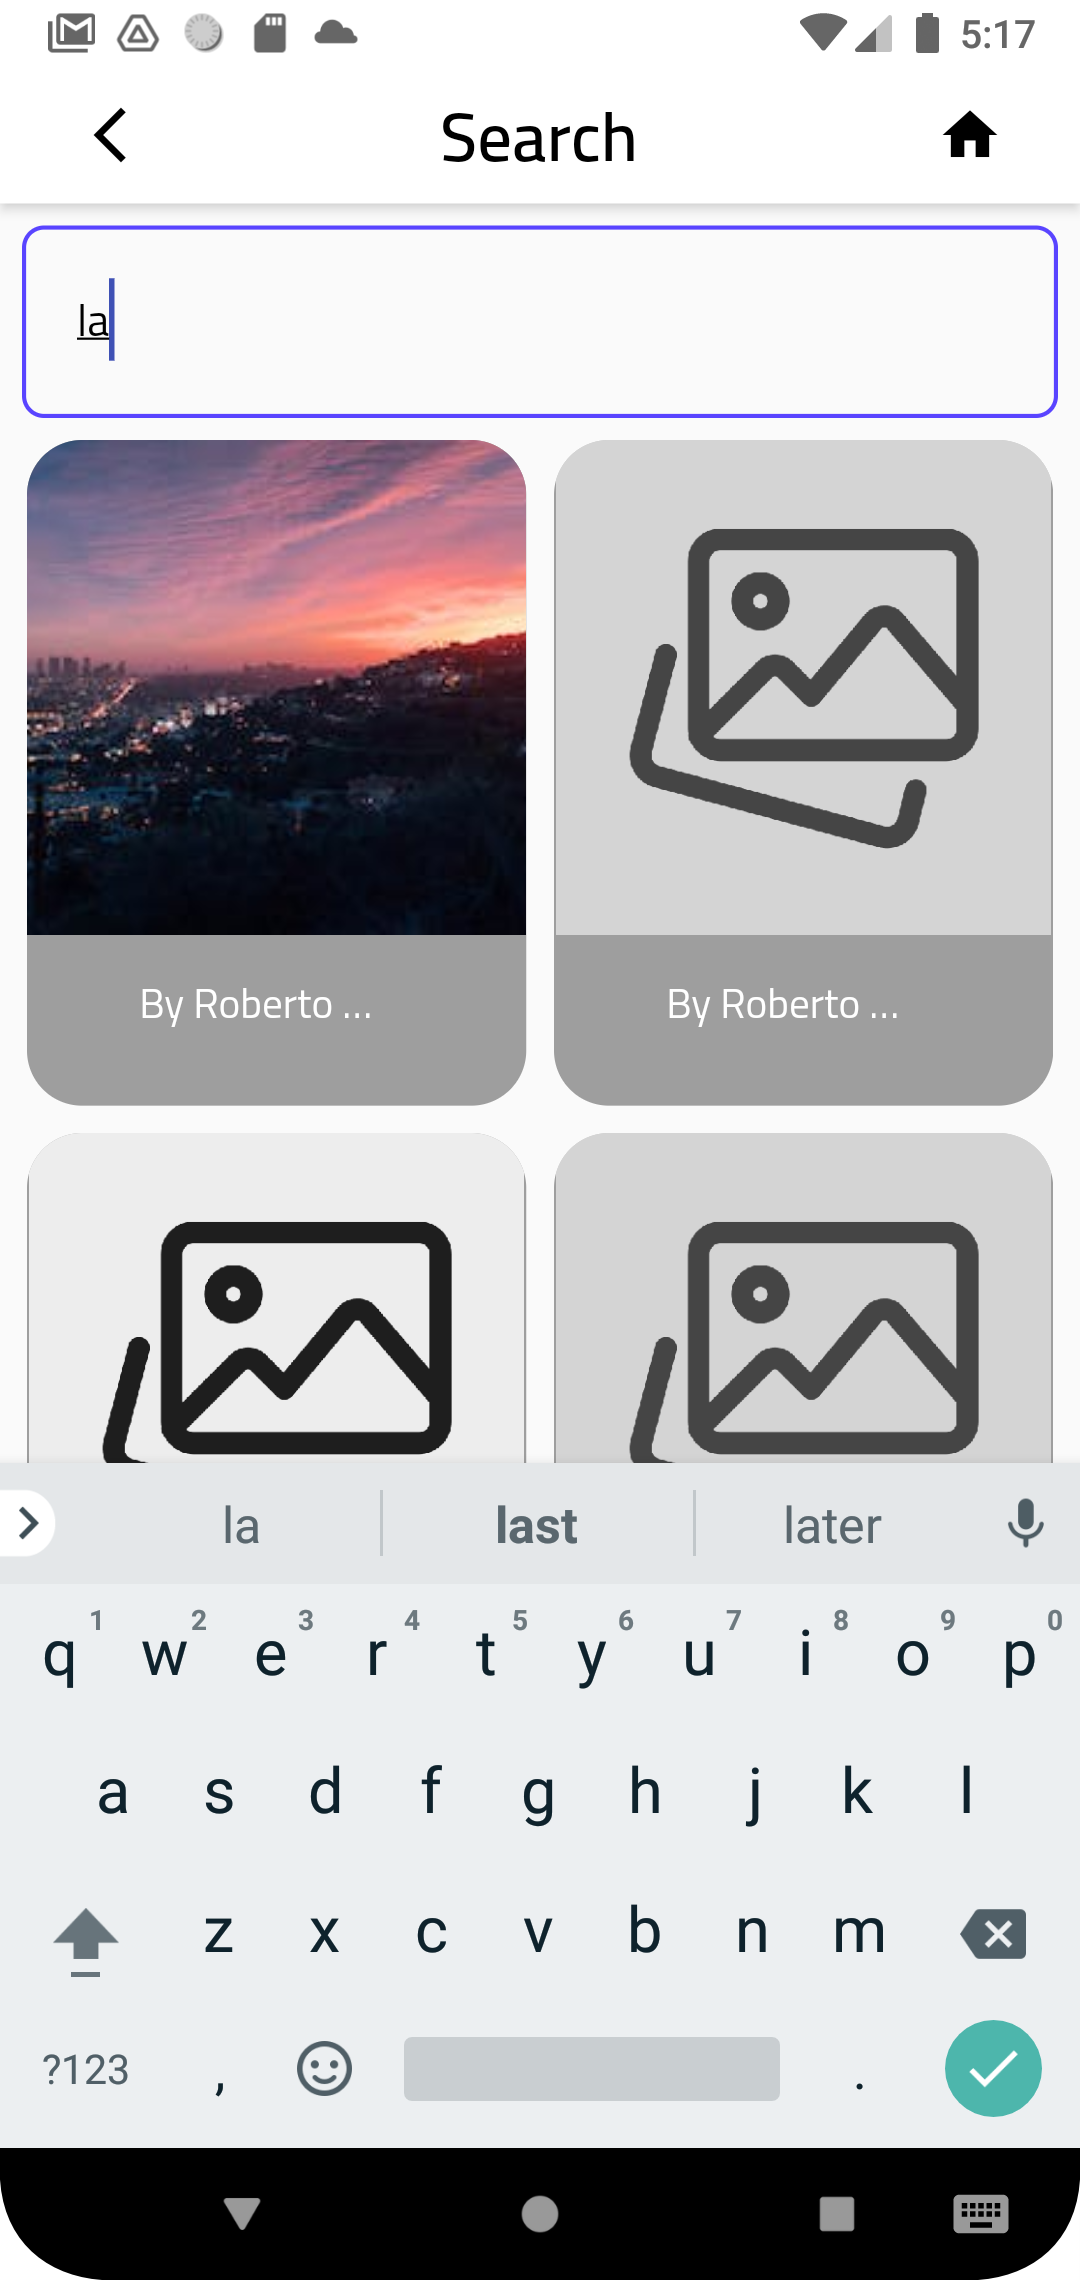 5:17
Search
la
By Roberto ...
By Roberto ...
la
last
later
1 2 3 4 5 6 7 8 9 0
q w e r t y u i o p
a s d f g h j k l
z x c v b n m
?123 , .